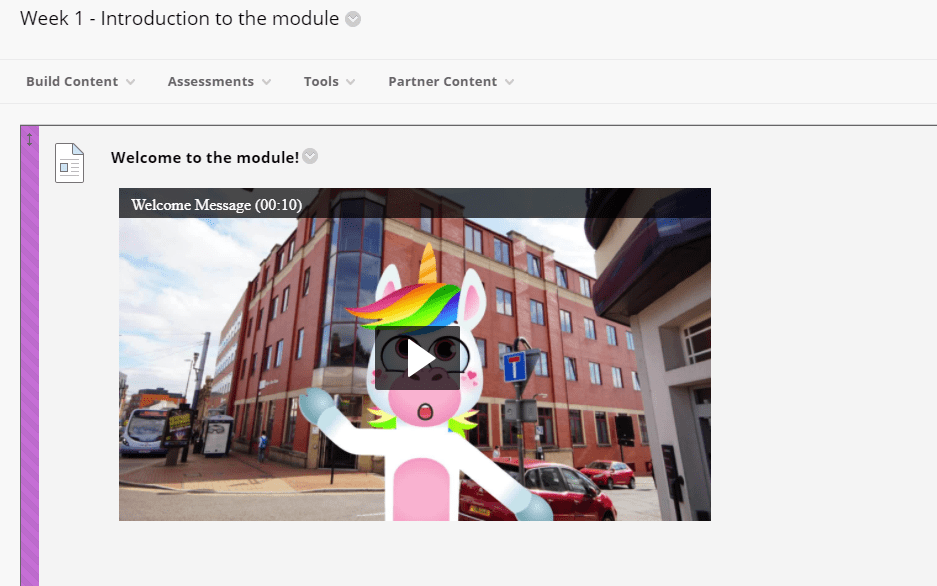 Week 1 - Introduction to the module
Build Content
Assessments
Tools
Partner Content
Welcome to the module!
Welcome Message (00:10)